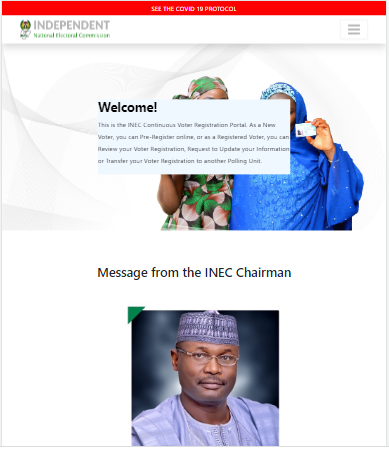 SEE THE COVID 19 PROTOCOL
INDEPENDENT
National Electoral Commission
Welcome!
This is the INEC Continuous Voter Registration Portal. As a New
Voter, you can Pre-Register online, or as a Registered Voter, you can
Review your Voter Registration, Request to Update your Information
or Transfer your Voter Registration to another Polling Unit.
Message from the INEC Chairman